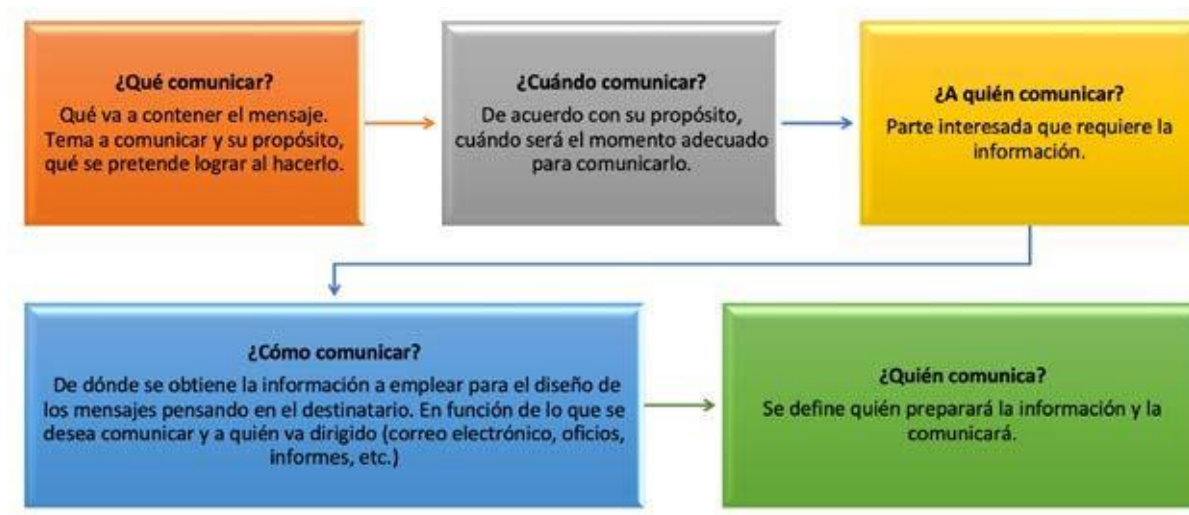 ¿Qué comunicar?
Qué va a contener el mensaje.
Tema a comunicar y su propósito,
qué se pretende lograr al hacerlo.
¿Cuándo comunicar?
De acuerdo con su propósito,
cuándo será el momento adecuado
para comunicarlo.
¿A quién comunicar?
Parte interesada que requiere la
información.
¿Cómo comunicar?
De dónde se obtiene la información a emplear para el diseño de
los mensajes pensando en el destinatario. En función de lo que se
desea comunicar y a quién va dirigido (correo electrónico, oficios,
informes, etc.)
¿Quién comunica?
Se define quién preparará la información y la
comunicará.